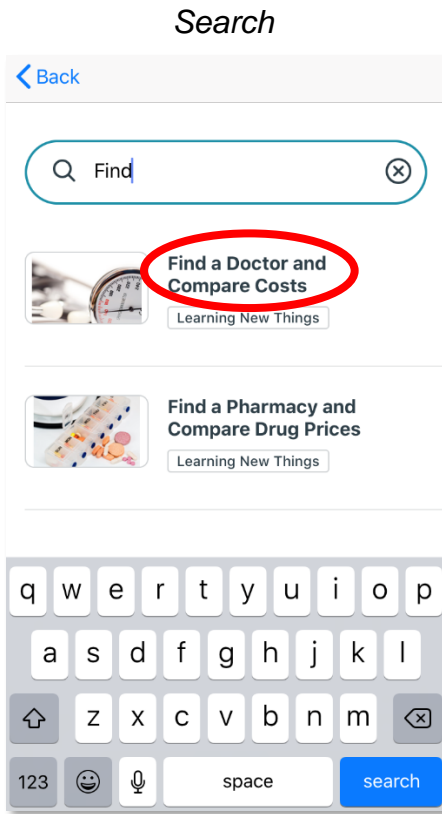 Search
Back
Find
Find a Doctor and
Compare Costs
Learning New Things
Find a Pharmacy and
Compare Drug Prices
Learning New Things
q w e r t y u i o p
a s d f g h j k l
z x c v b n m
123 space search